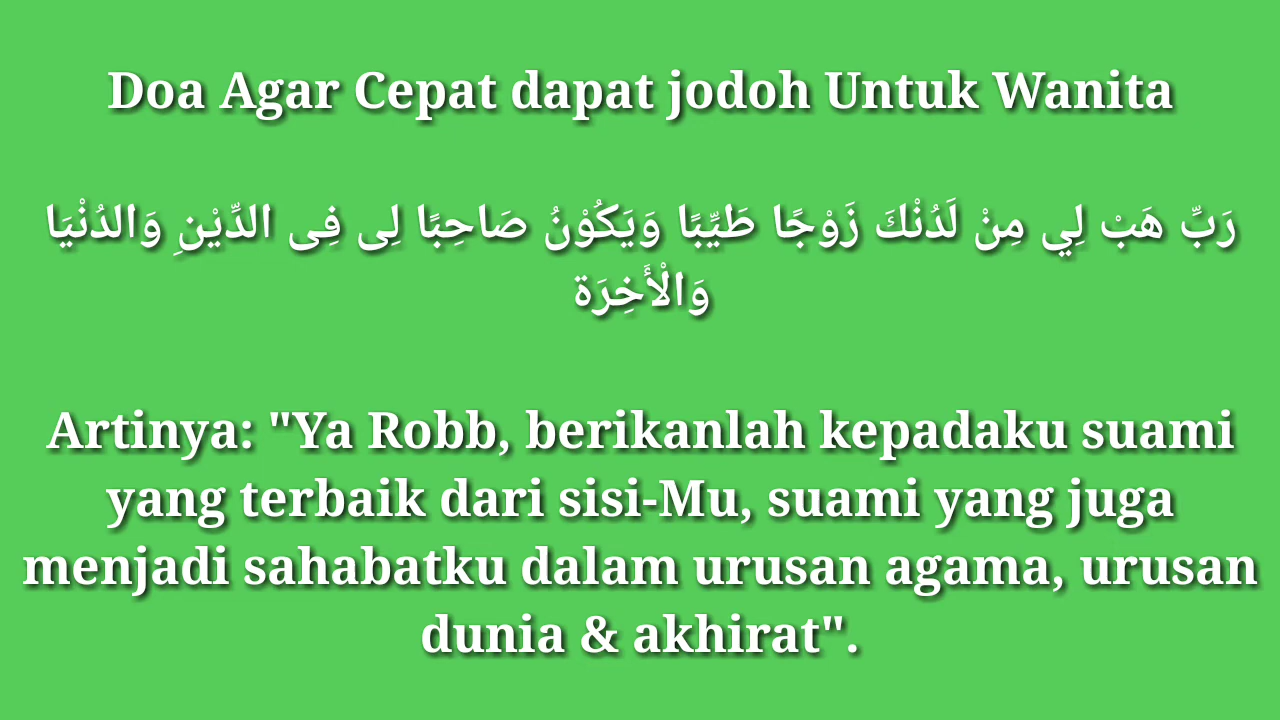 Doa Agar Cepat dapat jodoh Untuk Wanita
رَبِّ هَبْ لِي مِنْ لَدُنْكَ زَوْجًا طَيِّبًا وَيَكُوْنُ صَاحِبًا لِى فِى الدِّيْنِ وَالدُنْيَا
وَالْأَخِرَة
Artinya: "Ya Robb, berikanlah kepadaku suami
yang terbaik dari sisi-Mu, suami yang juga
menjadi sahabatku dalam urusan agama, urusan
dunia & akhirat".